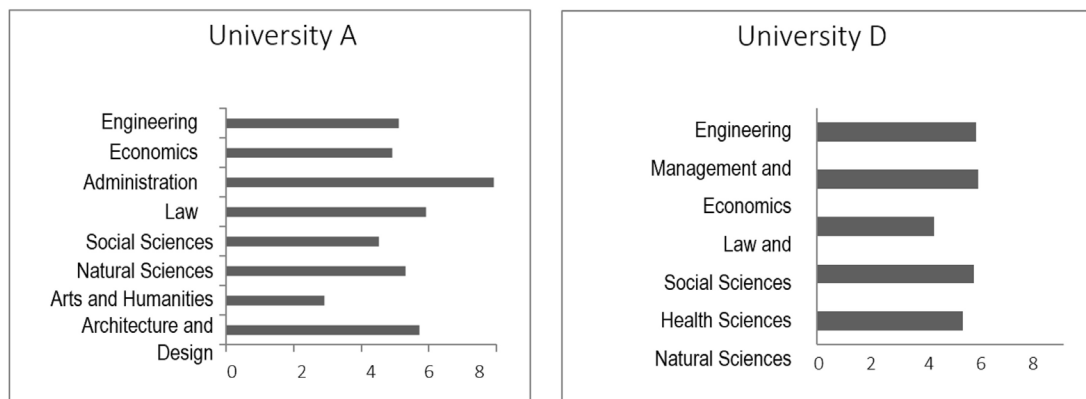 University A
Engineering
Economics
Administration
Law
Social Sciences
Natural Sciences
Arts and Humanities
Architecture and
Design
0 2 4 6 8
University D
Engineering
Management and
Economics
Law and
Social Sciences
Health Sciences
Natural Sciences
0 2 4 6 8